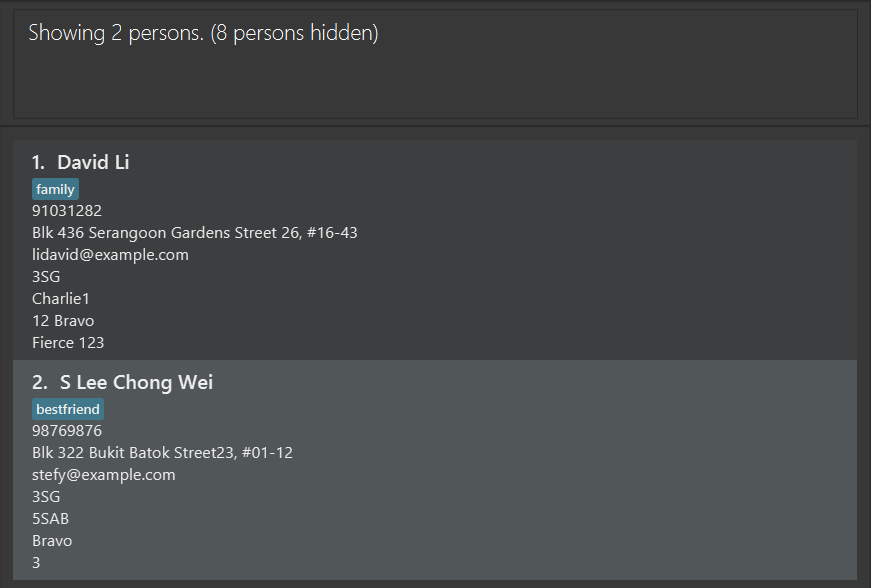 Showing 2 persons. (8 persons hidden)
1. David Li
family
91031282
Blk 436 Serangoon Gardens Street 26, #16-43
lidavid@example.com
3SG
Charlie1
12 Bravo
Fierce 123
2. S Lee Chong Wei
bestfriend
98769876
Blk 322 Bukit Batok Street23, #01-12
stefy@example.com
3SG
5SAB
Bravo
3